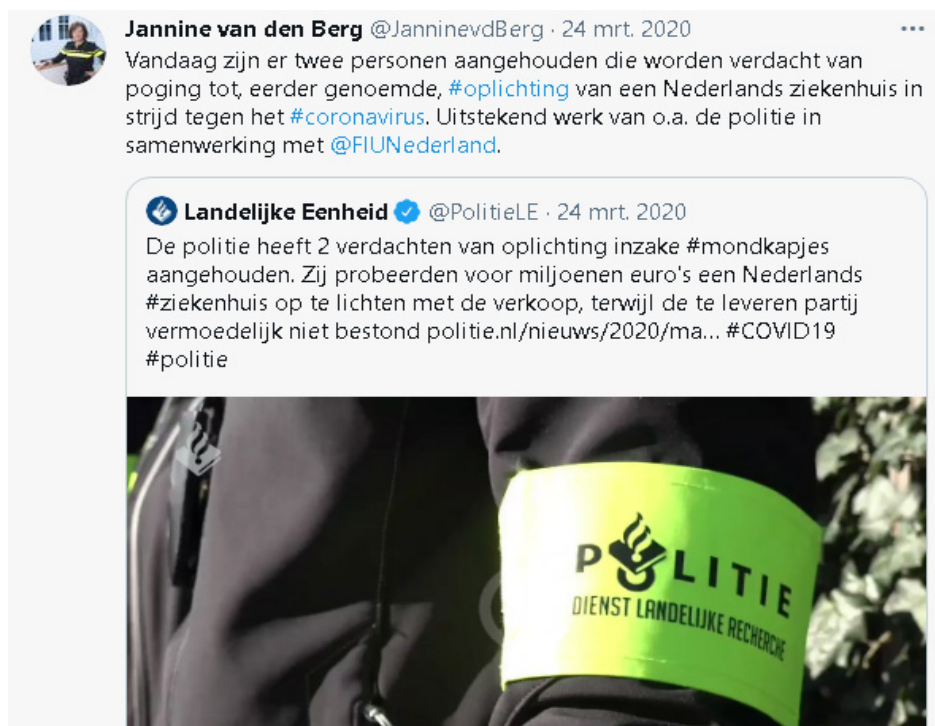 Jannine van den Berg @JanninevdBerg · 24 mrt. 2020
Vandaag zijn er twee personen aangehouden die worden verdacht van
poging tot, eerder genoemde, #oplichting van een Nederlands ziekenhuis in
strijd tegen het #coronavirus. Uitstekend werk van o.a. de politie in
samenwerking met @FIUNederland.
Landelijke Eenheid @PolitieLE · 24 mrt. 2020
De politie heeft 2 verdachten van oplichting inzake #mondkapjes
aangehouden. Zij probeerden voor miljoenen euro's een Nederlands
#ziekenhuis op te lichten met de verkoop, terwijl de te leveren partij
vermoedelijk niet bestond politie.nl/nieuws/2020/ma... #COVID19
#politie
POLITIE
DIENST LANDELIJKE RECHERCHE